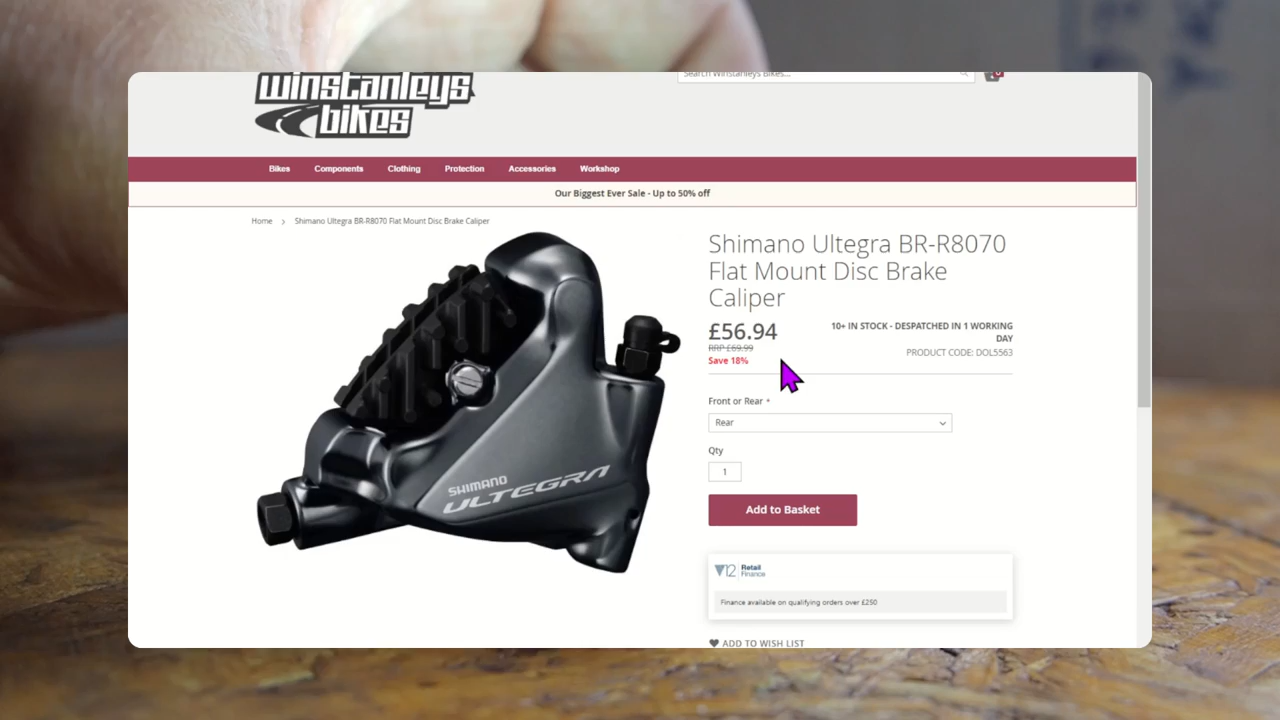 winstanleys
bikes
Search Winstanleys Bikes...
Bikes Components Clothing Protection Accessories Workshop
Our Biggest Ever Sale - Up to 50% off
Home > Shimano Ultegra BR-R8070 Flat Mount Disc Brake Caliper
Shimano Ultegra BR-R8070
Flat Mount Disc Brake
Caliper
£56.94
RRP £69.99
Save 18%
10+ IN STOCK - DESPATCHED IN 1 WORKING
DAY
PRODUCT CODE: DOL5563
SHIMANO
ULTEGRA
Front or Rear *
Rear
Qty
1
Add to Basket
V12 Retail
Finance
Finance available on qualifying orders over £250
ADD TO WISH LIST